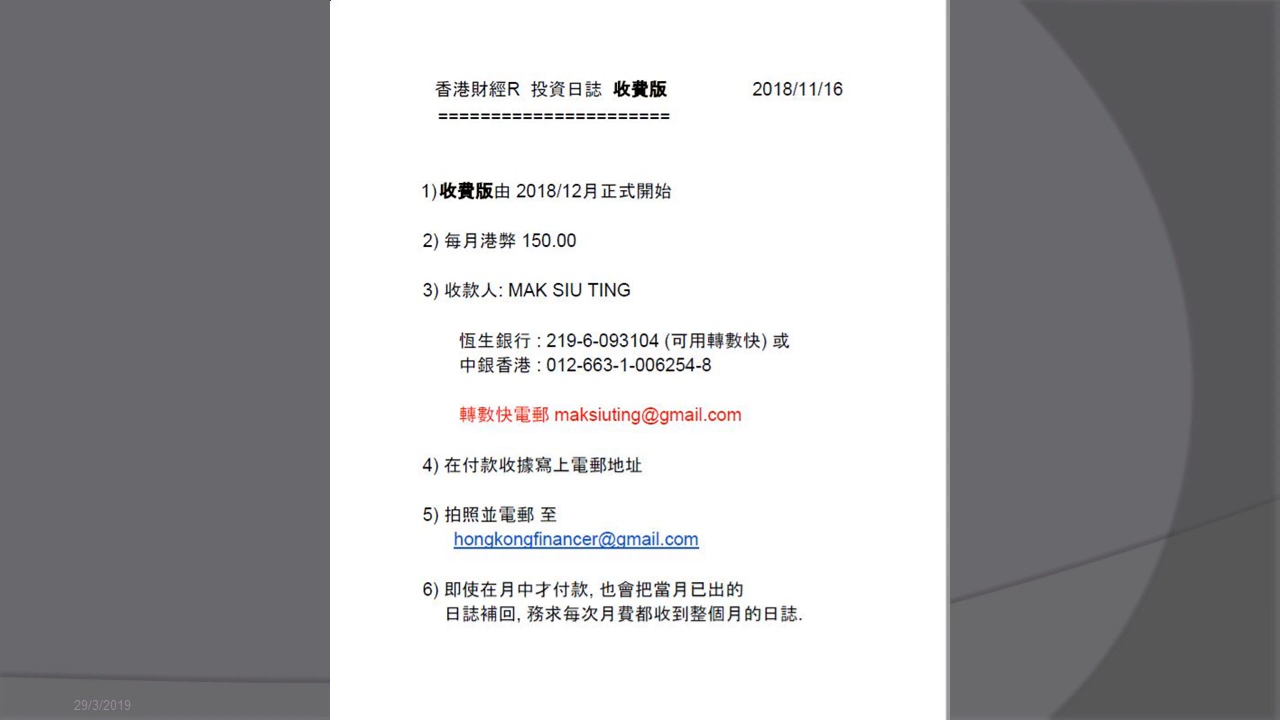 香港財經R 投資日誌 收費版 2018/11/16
======================
1)收費版由 2018/12月正式開始
2) 每月港弊 150.00
3) 收款人: MAK SIU TING
恆生銀行 : 219-6-093104 (可用轉數快) 或
中銀香港 : 012-663-1-006254-8
轉數快電郵 maksiuting@gmail.com
4) 在付款收據寫上電郵地址
5) 拍照並電郵 至
hongkongfinancer@gmail.com
6) 即使在月中才付款, 也會把當月已出的
日誌補回, 務求每次月費都收到整個月的日誌.
29/3/2019